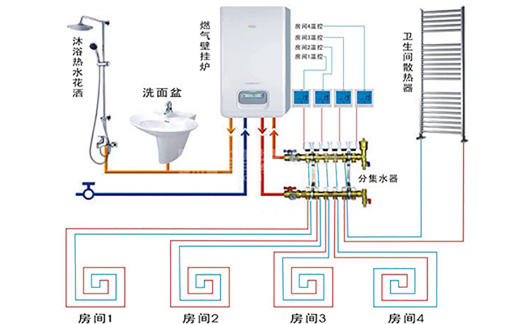 沐浴热水花洒
洗面盆
燃气壁挂炉
房间4温控
房间3温控
房间2温控
房间1温控
卫生间散热器
分集水器
房间1
房间2
房间3
房间4